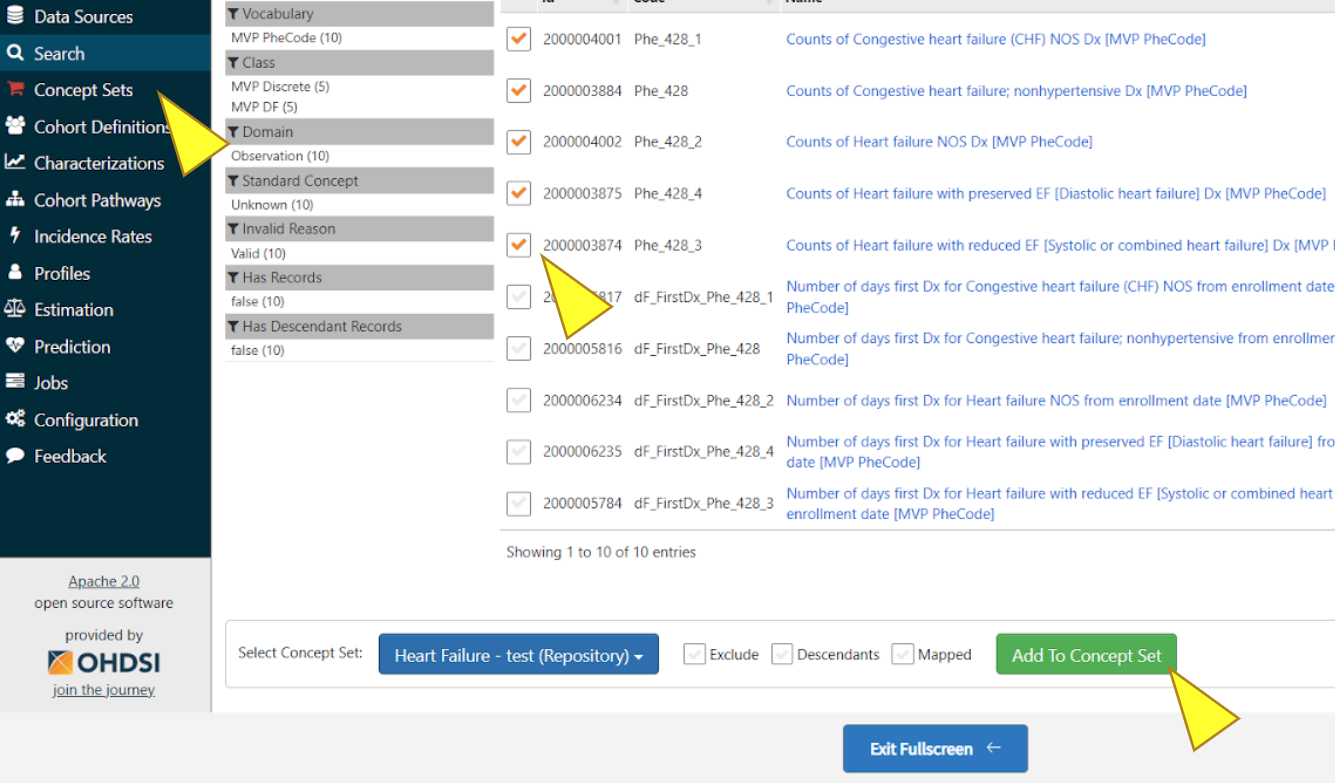 Data Sources
Search
Concept Sets
Cohort Definitions
Characterizations
Cohort Pathways
Incidence Rates
Profiles
Estimation
Prediction
Jobs
Configuration
Feedback
Apache 2.0
open source software
provided by
OHDSI
join the journey
Vocabulary
MVP PheCode (10)
Class
MVP Discrete (5)
MVP DF (5)
Domain
Observation (10)
Standard Concept
Unknown (10)
Invalid Reason
Valid (10)
Has Records
false (10)
Has Descendant Records
false (10)
Id Code Name
2000004001 Phe_428_1 Counts of Congestive heart failure (CHF) NOS Dx [MVP PheCode]
2000003884 Phe_428 Counts of Congestive heart failure; nonhypertensive Dx [MVP PheCode]
2000004002 Phe_428_2 Counts of Heart failure NOS Dx [MVP PheCode]
2000003875 Phe_428_4 Counts of Heart failure with preserved EF [Diastolic heart failure] Dx [MVP PheCode]
2000003874 Phe_428_3 Counts of Heart failure with reduced EF [Systolic or combined heart failure] Dx [MVP
dF_FirstDx_Phe_428_1 Number of days first Dx for Congestive heart failure (CHF) NOS from enrollment date
PheCode]
2000005816 dF_FirstDx_Phe_428 Number of days first Dx for Congestive heart failure; nonhypertensive from enrollmen
PheCode]
2000006234 dF_FirstDx_Phe_428_2 Number of days first Dx for Heart failure NOS from enrollment date [MVP PheCode]
2000006235 dF_FirstDx_Phe_428_4 Number of days first Dx for Heart failure with preserved EF [Diastolic heart failure] fro
date [MVP PheCode]
2000005784 dF_FirstDx_Phe_428_3 Number of days first Dx for Heart failure with reduced EF [Systolic or combined heart
enrollment date [MVP PheCode]
Showing 1 to 10 of 10 entries
Select Concept Set: Heart Failure - test (Repository) Exclude Descendants Mapped Add To Concept Set
Exit Fullscreen